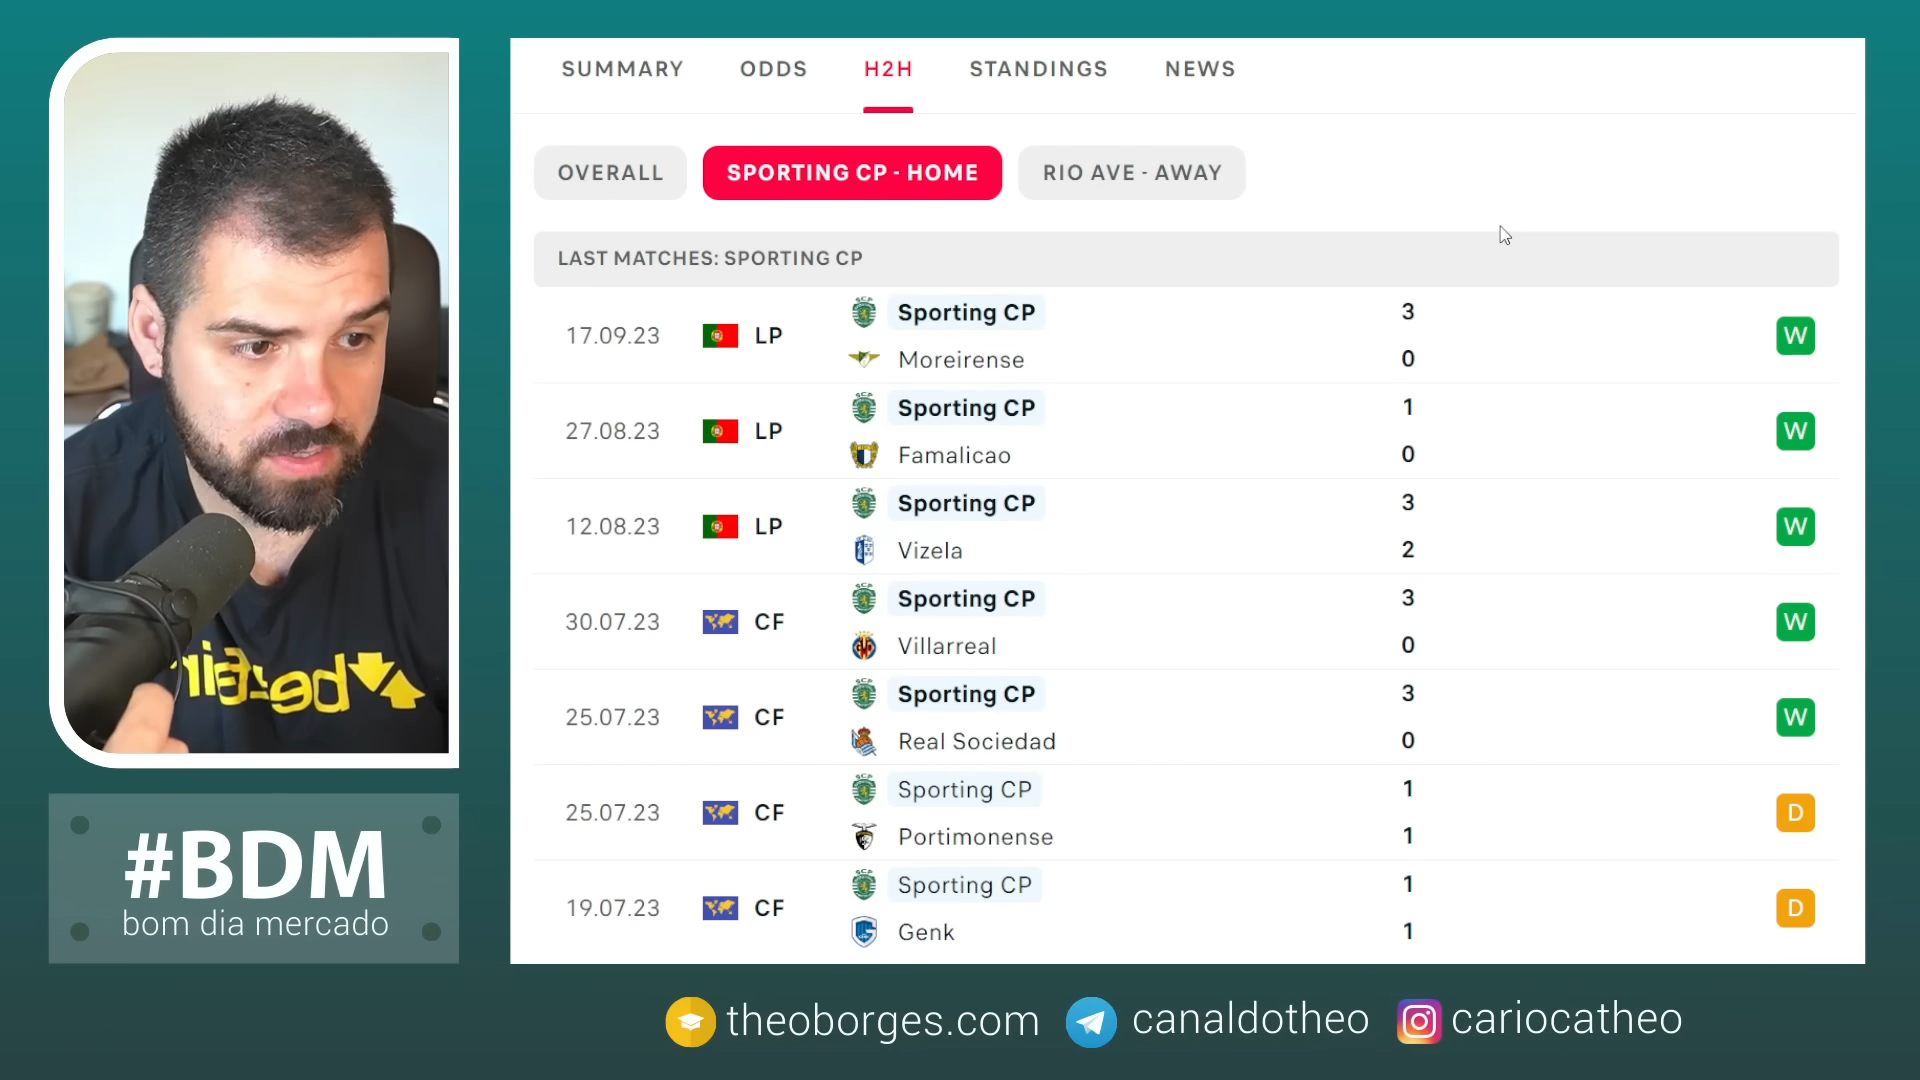 SUMMARY ODDS H2H STANDINGS NEWS
OVERALL SPORTING CP - HOME RIO AVE - AWAY
LAST MATCHES: SPORTING CP
17.09.23 LP Sporting CP 3 W
Moreirense 0
27.08.23 LP Sporting CP 1 W
Famalicao 0
12.08.23 LP Sporting CP 3 W
Vizela 2
30.07.23 CF Sporting CP 3 W
Villarreal 0
25.07.23 CF Sporting CP 3 W
Real Sociedad 0
25.07.23 CF Sporting CP 1 D
Portimonense 1
19.07.23 CF Sporting CP 1 D
Genk 1
betfair
#BDM
bom dia mercado
theoborges.com canaldotheo cariocatheo